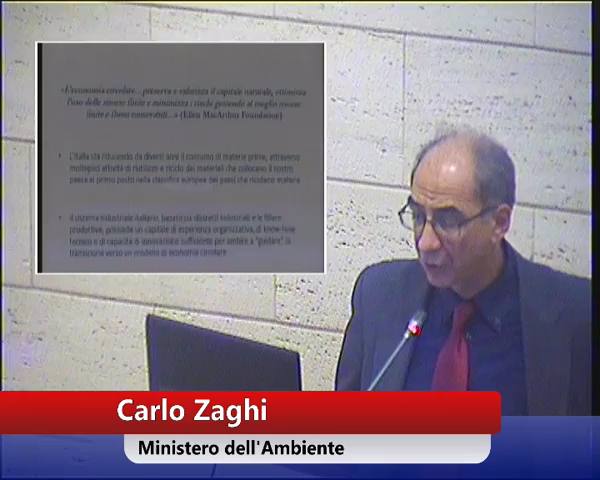 «L'economia circolare... preserva e valorizza il capitale naturale, ottimizza
l'uso delle risorse finite e minimizza i rischi gestendo al meglio risorse
finite e flussi rinnovabili...» (Ellen MacArthur Foundation)
• L'Italia sta riducendo da diversi anni il consumo di materie prime, attraverso
molteplici attività di riutilizzo e riciclo dei materiali che collocano il nostro
paese al primo posto nella classifica europea dei paesi che riciclano materia
• Il sistema industriale italiano, basato sui distretti industriali e le filiere
produttive, possiede un capitale di esperienza organizzativa, di know-how
tecnico e di capacità di innovazione sufficiente per ambire a "guidare" la
transizione verso un modello di economia circolare
Carlo Zaghi
Ministero dell'Ambiente